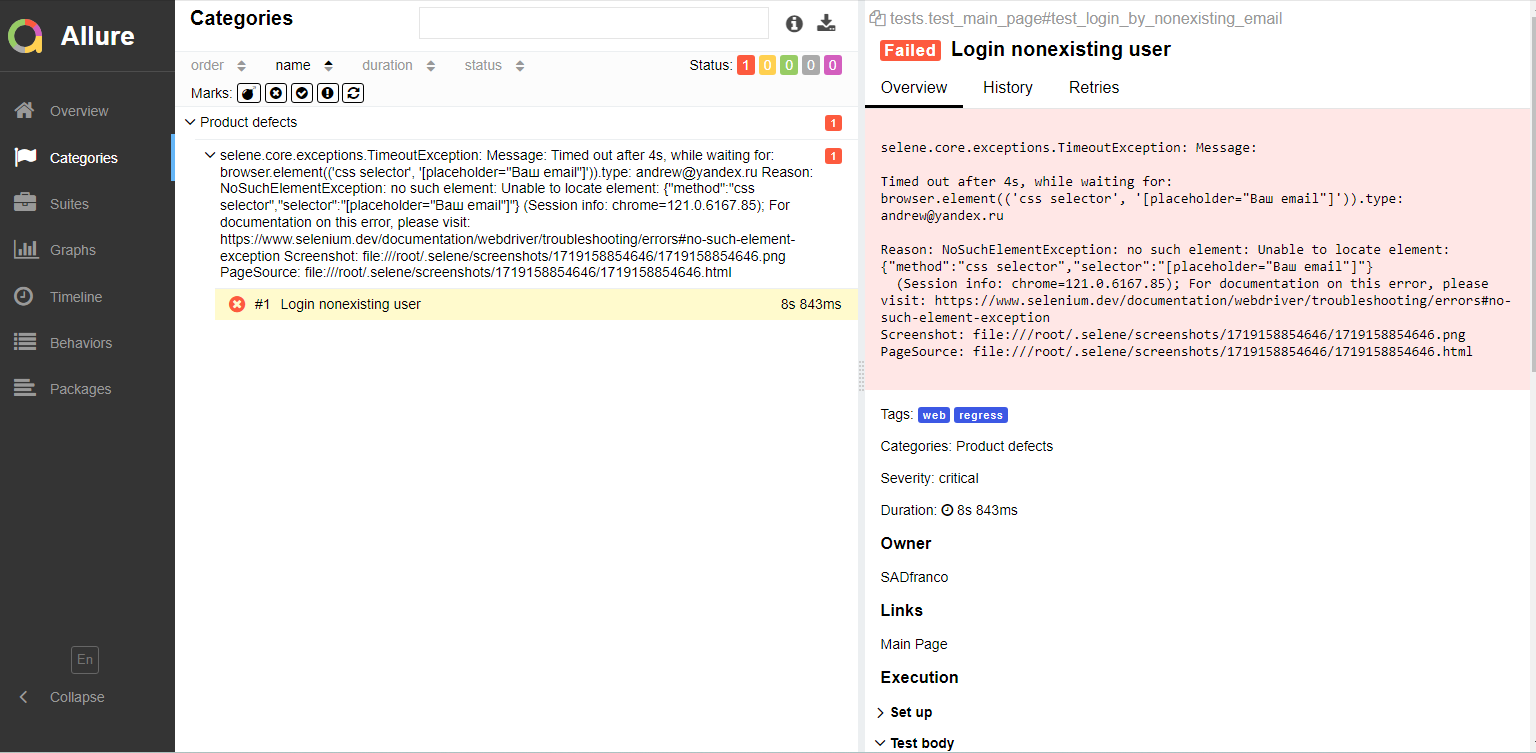 Allure
Overview
Categories
Suites
Graphs
Timeline
Behaviors
Packages
En
Collapse
Categories
order name duration status Status: 1 0 0 0 0
Marks:
Product defects 1
selene.core.exceptions.TimeoutException: Message: Timed out after 4s, while waiting for: 1
browser.element(('css selector', '[placeholder="Ваш email"]')).type: andrew@yandex.ru Reason:
NoSuchElementException: no such element: Unable to locate element: {"method":"css
selector","selector":"[placeholder="Ваш email"]"} (Session info: chrome=121.0.6167.85); For
documentation on this error, please visit:
https://www.selenium.dev/documentation/webdriver/troubleshooting/errors#no-such-element-
exception Screenshot: file:///root/.selene/screenshots/1719158854646/1719158854646.png
PageSource: file:///root/.selene/screenshots/1719158854646/1719158854646.html
#1 Login nonexisting user 8s 843ms
tests.test_main_page#test_login_by_nonexisting_email
Failed Login nonexisting user
Overview History Retries
selene.core.exceptions.TimeoutException: Message:
Timed out after 4s, while waiting for:
browser.element(('css selector', '[placeholder="Ваш email"]')).type:
andrew@yandex.ru
Reason: NoSuchElementException: no such element: Unable to locate element:
{"method":"css selector","selector":"[placeholder="Ваш email"]"}
(Session info: chrome=121.0.6167.85); For documentation on this error, please
visit: https://www.selenium.dev/documentation/webdriver/troubleshooting/errors#no-
such-element-exception
Screenshot: file:///root/.selene/screenshots/1719158854646/1719158854646.png
PageSource: file:///root/.selene/screenshots/1719158854646/1719158854646.html
Tags: web regress
Categories: Product defects
Severity: critical
Duration: 8s 843ms
Owner
SADfranco
Links
Main Page
Execution
Set up
Test body